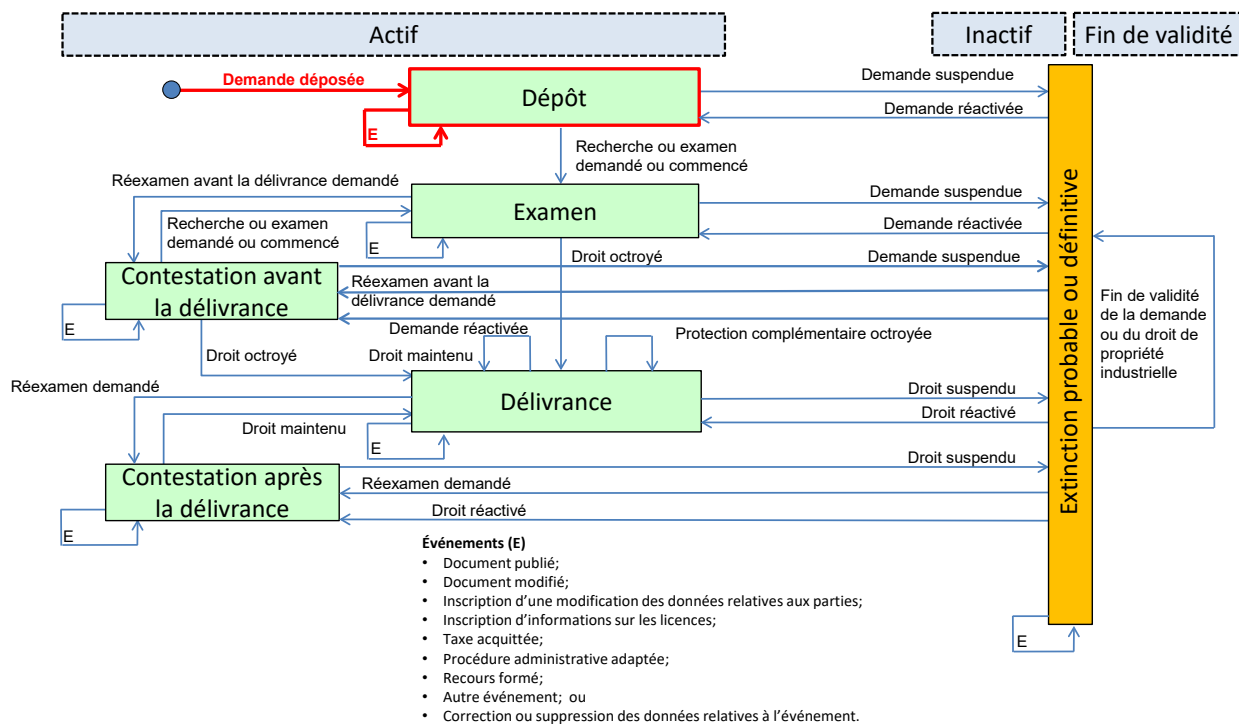 Actif
Inactif
Fin de validité
Demande déposée
Dépôt
Demande suspendue
Demande réactivée
E
Recherche ou examen
demandé ou commencé
Réexamen avant la délivrance demandé
Examen
Demande suspendue
Demande réactivée
Recherche ou examen
demandé ou commencé
E
Droit octroyé
Demande suspendue
Contestation avant
la délivrance
Réexamen avant la
délivrance demandé
E
Demande réactivée
Protection complémentaire octroyée
Droit octroyé
Droit maintenu
Fin de validité
de la demande
ou du droit de
propriété
industrielle
Extinction probable ou définitive
Réexamen demandé
Délivrance
Droit suspendu
Droit réactivé
Droit maintenu
E
Contestation après
la délivrance
Droit suspendu
Réexamen demandé
Droit réactivé
E
Événements (E)
• Document publié;
• Document modifié;
• Inscription d’une modification des données relatives aux parties;
• Inscription d’informations sur les licences;
• Taxe acquittée;
• Procédure administrative adaptée;
• Recours formé;
• Autre événement; ou
• Correction ou suppression des données relatives à l’événement.
E